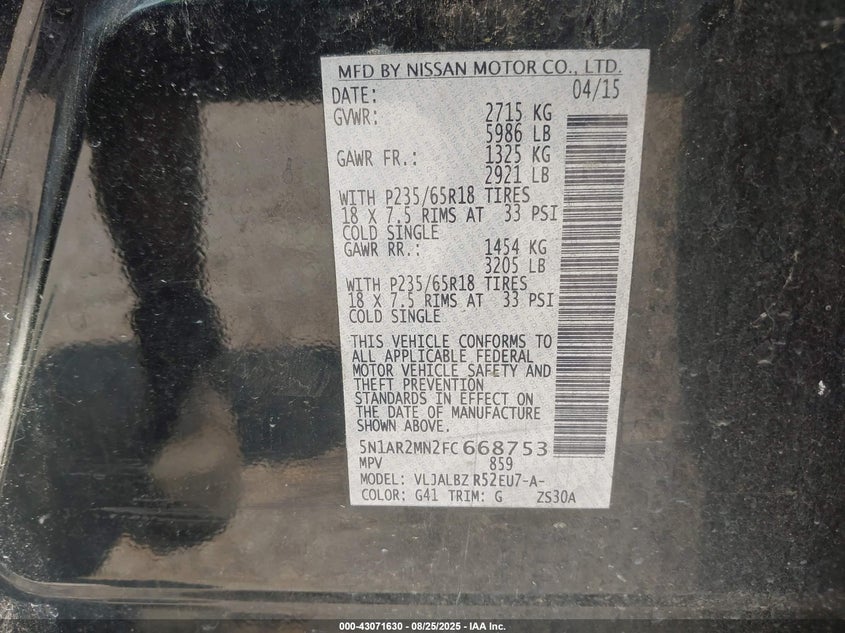 MFD BY NISSAN MOTOR CO., LTD.
DATE: 04/15
GVWR: 2715 KG
5986 LB
GAWR FR.: 1325 KG
2921 LB
WITH P235/65R18 TIRES
18 X 7.5 RIMS AT 33 PSI
COLD SINGLE
GAWR RR.: 1454 KG
3205 LB
WITH P235/65R18 TIRES
18 X 7.5 RIMS AT 33 PSI
COLD SINGLE
THIS VEHICLE CONFORMS TO
ALL APPLICABLE FEDERAL
MOTOR VEHICLE SAFETY AND
THEFT PREVENTION
STANDARDS IN EFFECT ON
THE DATE OF MANUFACTURE
SHOWN ABOVE.
5N1AR2MN2FC668753
MPV 859
MODEL: VLJALBZ R52EU7-A-
COLOR: G41 TRIM: G ZS30A
000-43071630 - 08/25/2025 - IAA Inc.